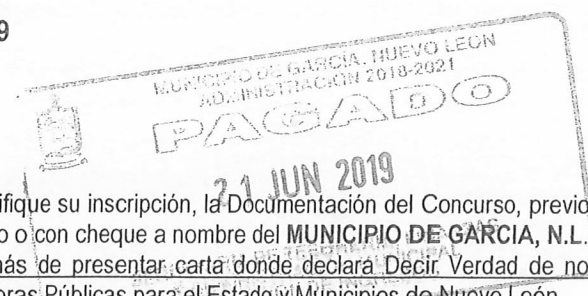 9
MUNICIPIO DE GARCIA, NUEVO LEON
ADMINISTRACION 2018-2021
PAGADO
21 JUN 2019
ifique su inscripción, la Documentación del Concurso, previo
o o con cheque a nombre del MUNICIPIO DE GARCIA, N.L.
más de presentar carta donde declara Decir Verdad de no
oras Públicas para el Estado y Municipios de Nuevo León